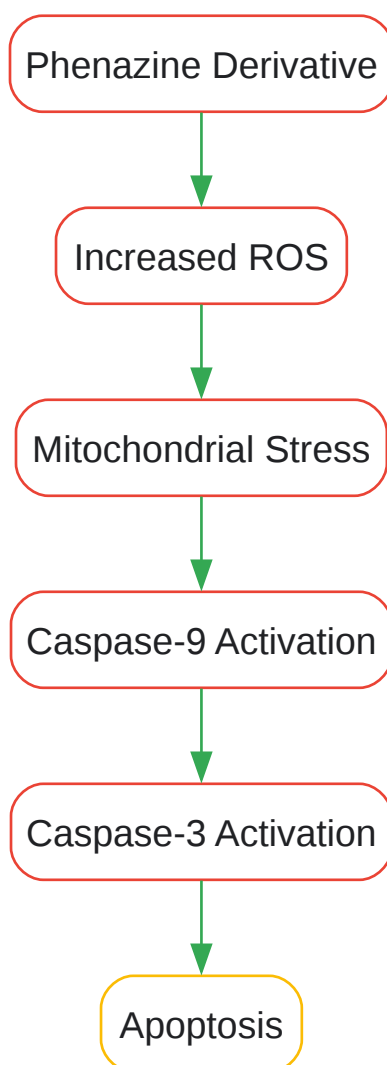 Phenazine Derivative
Increased ROS
Mitochondrial Stress
Caspase-9 Activation
Caspase-3 Activation
Apoptosis